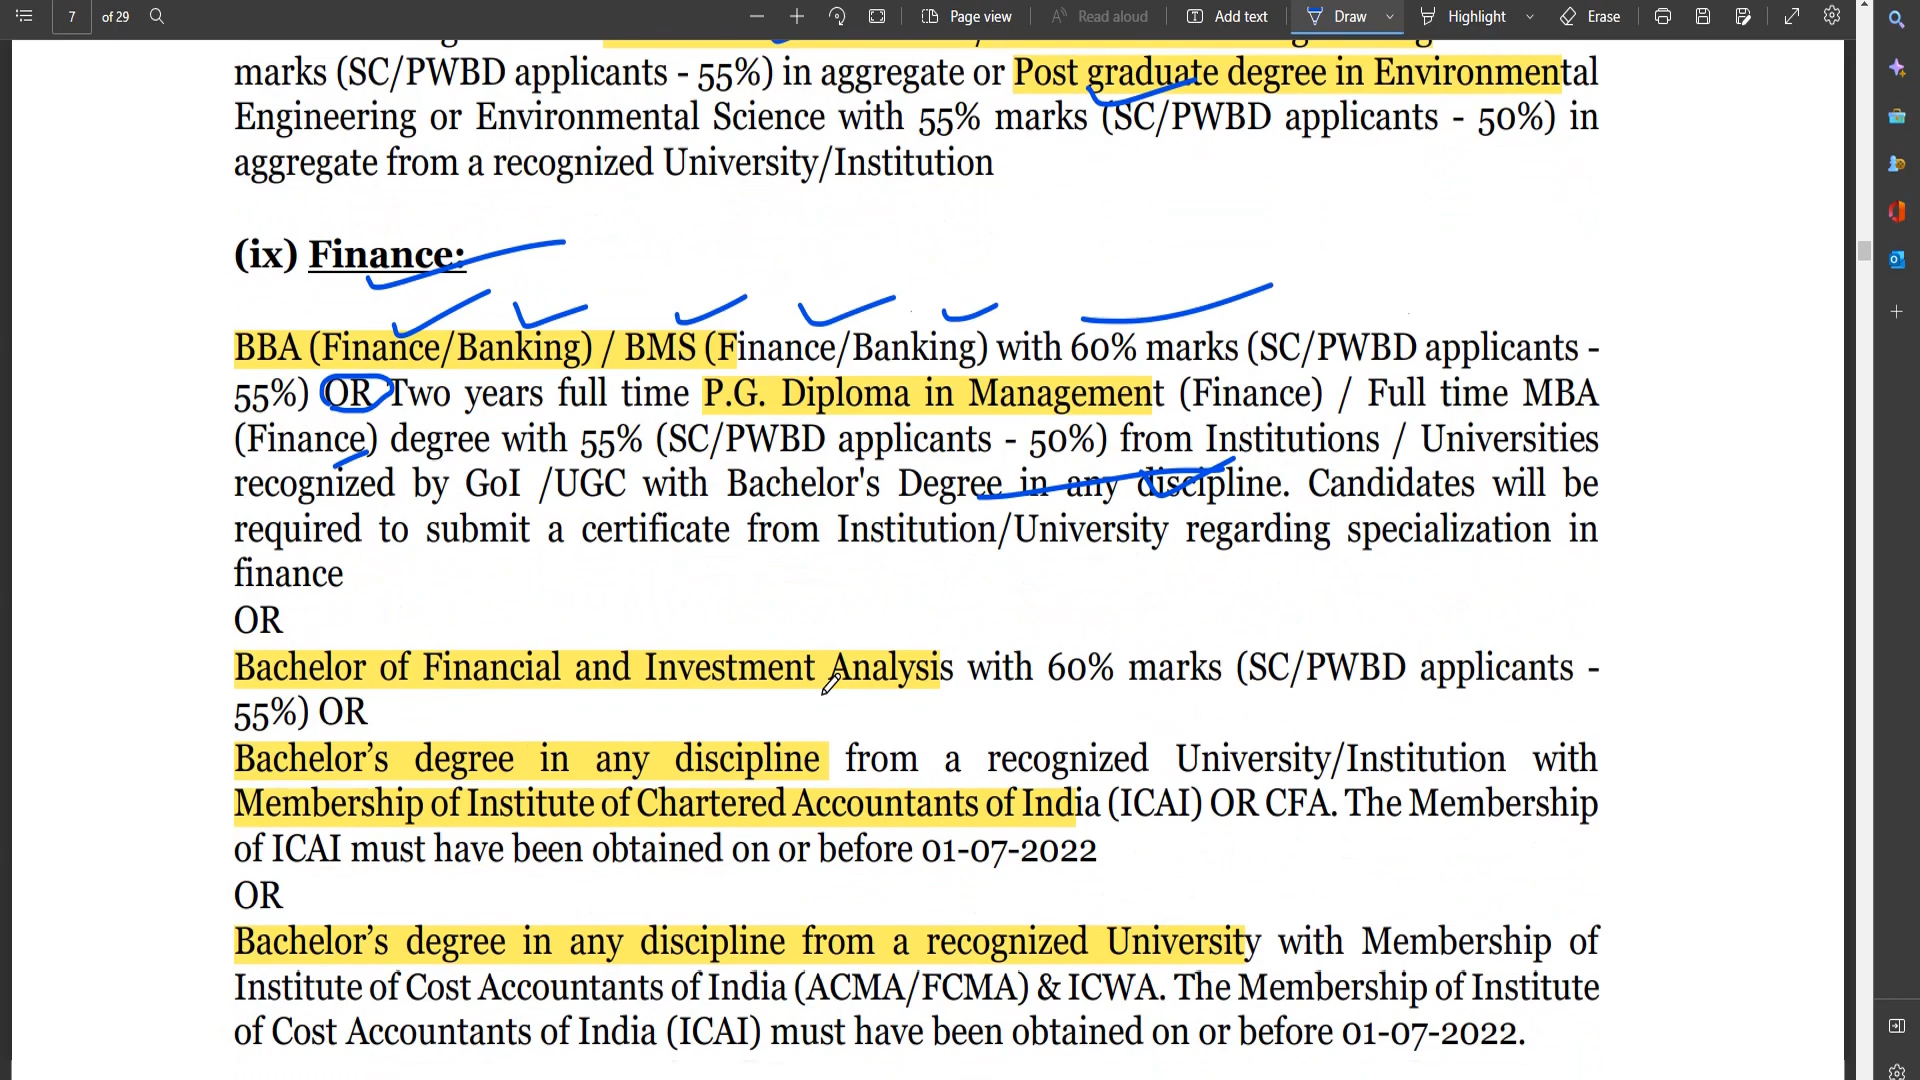 7 of 29 Page view Read aloud Add text Draw Highlight Erase
marks (SC/PWBD applicants - 55%) in aggregate or Post graduate degree in Environmental
Engineering or Environmental Science with 55% marks (SC/PWBD applicants - 50%) in
aggregate from a recognized University/Institution
(ix) Finance:
BBA (Finance/Banking) / BMS (Finance/Banking) with 60% marks (SC/PWBD applicants -
55%) OR Two years full time P.G. Diploma in Management (Finance) / Full time MBA
(Finance) degree with 55% (SC/PWBD applicants - 50%) from Institutions / Universities
recognized by GoI /UGC with Bachelor's Degree in any discipline. Candidates will be
required to submit a certificate from Institution/University regarding specialization in
finance
OR
Bachelor of Financial and Investment Analysis with 60% marks (SC/PWBD applicants -
55%) OR
Bachelor’s degree in any discipline from a recognized University/Institution with
Membership of Institute of Chartered Accountants of India (ICAI) OR CFA. The Membership
of ICAI must have been obtained on or before 01-07-2022
OR
Bachelor’s degree in any discipline from a recognized University with Membership of
Institute of Cost Accountants of India (ACMA/FCMA) & ICWA. The Membership of Institute
of Cost Accountants of India (ICAI) must have been obtained on or before 01-07-2022.